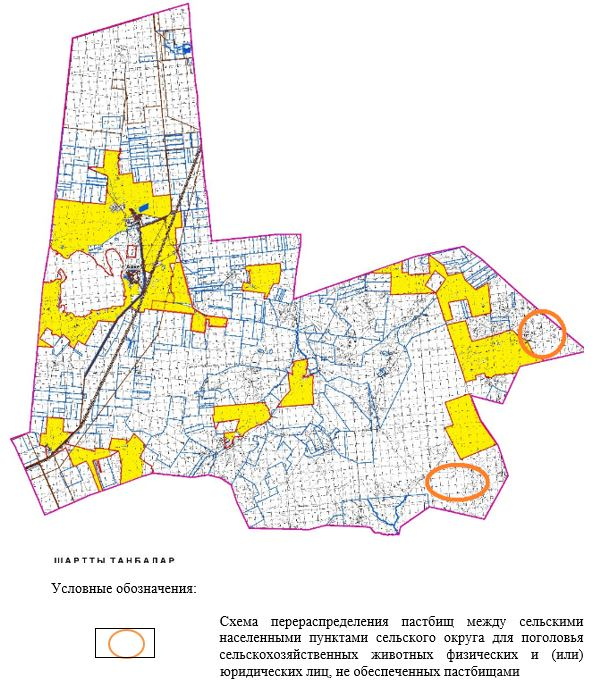 ШАРТТЫ ТАНБАЛАР
Условные обозначения:
Схема перераспределения пастбищ между сельскими
населенными пунктами сельского округа для поголовья
сельскохозяйственных животных физических и (или)
юридических лиц, не обеспеченных пастбищами